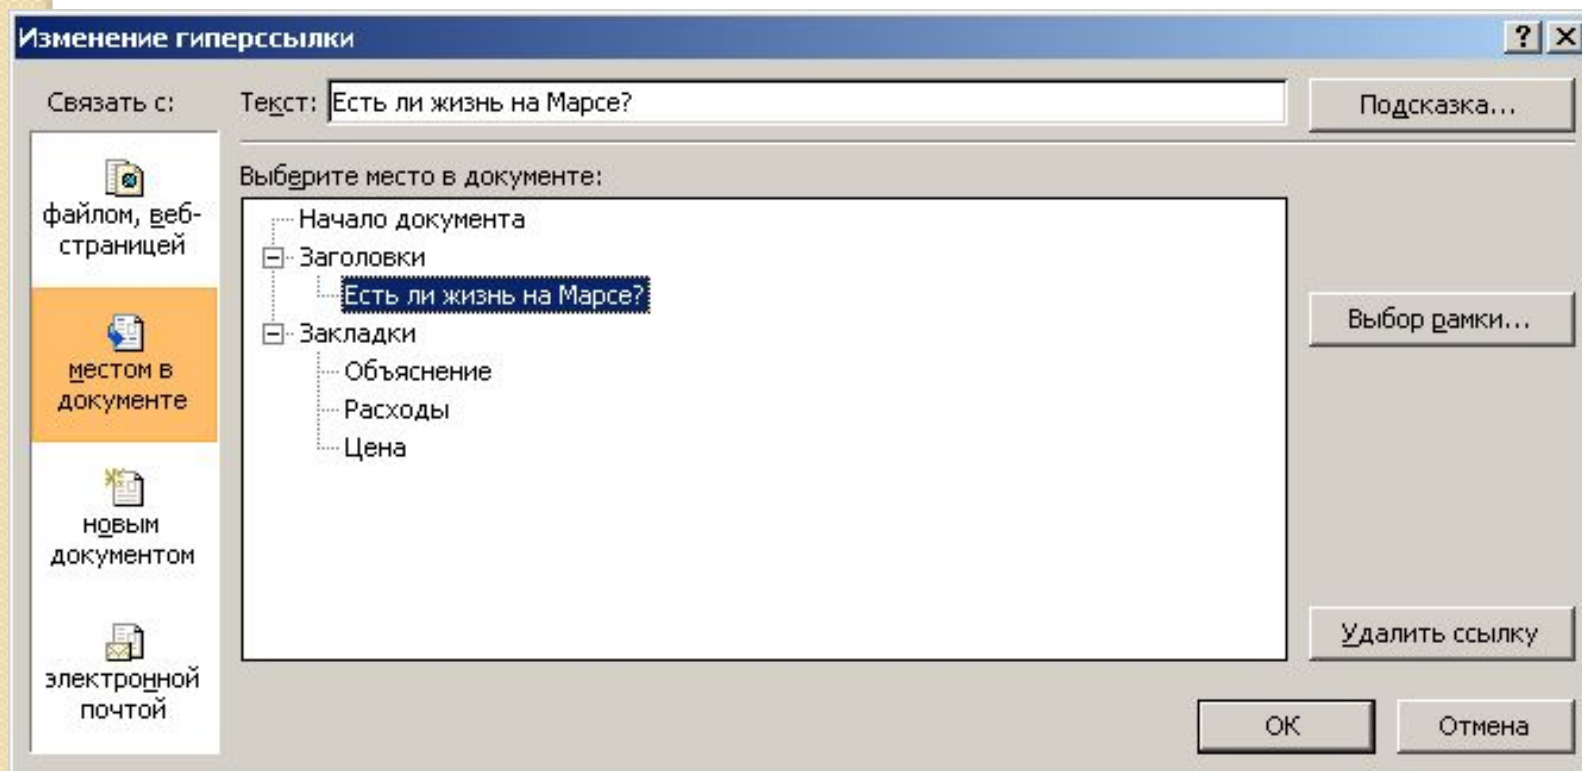 Изменение гиперссылки
Связать с:
Текст: Есть ли жизнь на Марсе?
Подсказка...
файлом, веб-
страницей
местом в
документе
новым
документом
электронной
почтой
Выберите место в документе:
Начало документа
Заголовки
Есть ли жизнь на Марсе?
Закладки
Объяснение
Расходы
Цена
Выбор рамки...
Удалить ссылку
ОК
Отмена